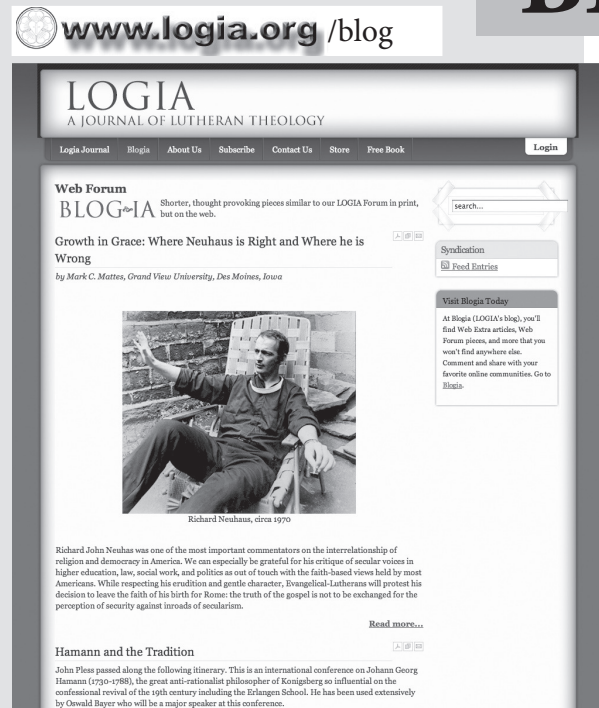 www.logia.org /blog
LOGIA
A JOURNAL OF LUTHERAN THEOLOGY
Logia Journal Blogia About Us Subscribe Contact Us Store Free Book Login
Web Forum
BLOGIA Shorter, thought provoking pieces similar to our LOGIA Forum in print,
but on the web.
Growth in Grace: Where Neuhaus is Right and Where he is
Wrong
by Mark C. Mattes, Grand View University, Des Moines, Iowa
Richard Neuhaus, circa 1970
Richard John Neuhas was one of the most important commentators on the interrelationship of
religion and democracy in America. We can especially be grateful for his critique of secular voices in
higher education, law, social work, and politics as out of touch with the faith-based views held by most
Americans. While respecting his erudition and gentle character, Evangelical-Lutherans will protest his
decision to leave the faith of his birth for Rome: the truth of the gospel is not to be exchanged for the
perception of security against inroads of secularism.
Read more...
Hamann and the Tradition
John Pless passed along the following itinerary. This is an international conference on Johann Georg
Hamann (1730-1788), the great anti-rationalist philosopher of Konigsberg so influential on the
confessional revival of the 19th century including the Erlangen School. He has been used extensively
by Oswald Bayer who will be a major speaker at this conference.
search...
Syndication
Feed Entries
Visit Blogia Today
At Blogia (LOGIA's blog), you'll
find Web Extra articles, Web
Forum pieces, and more that you
won't find anywhere else.
Comment and share with your
favorite online communities. Go to
Blogia.